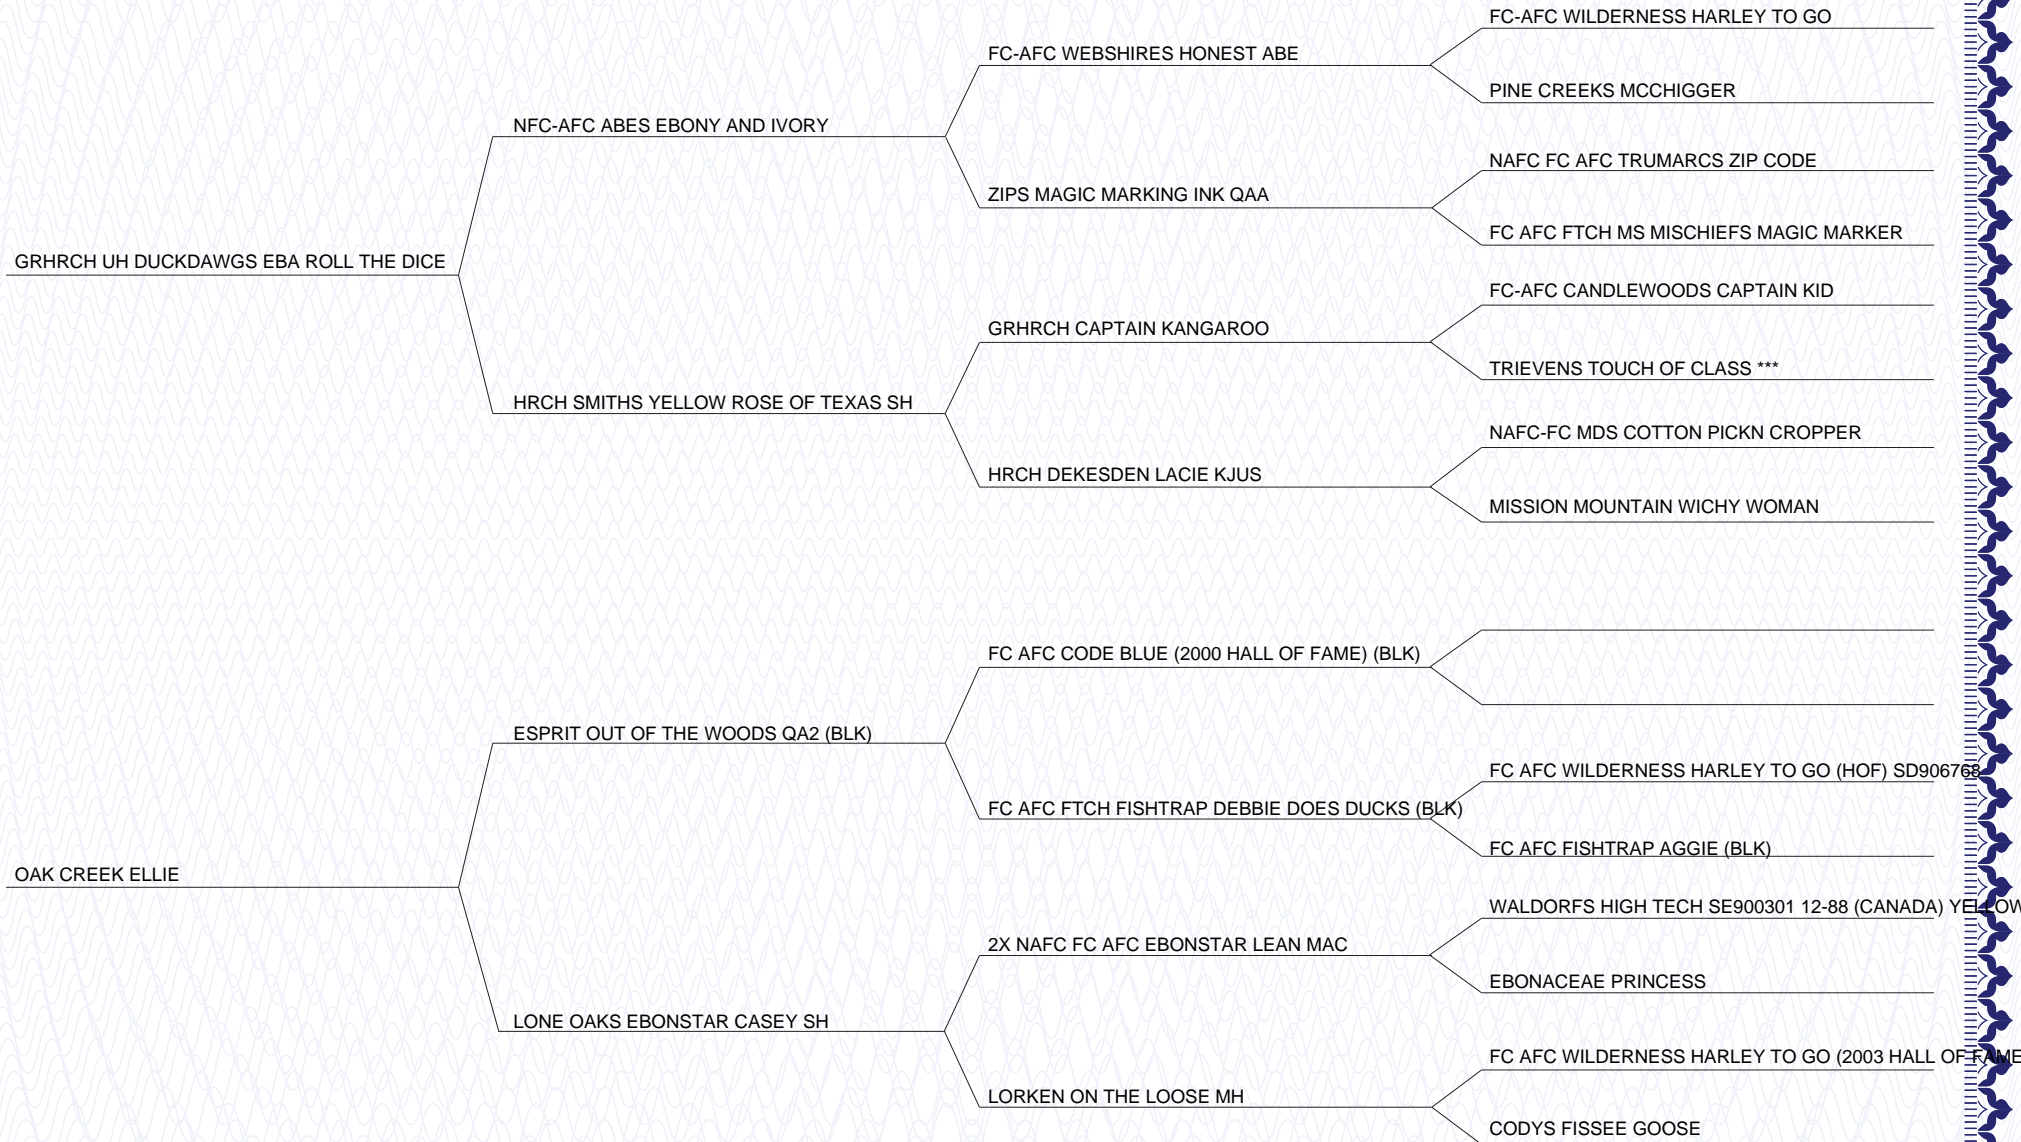 FC-AFC WILDERNESS HARLEY TO GO
FC-AFC WEBSHIRES HONEST ABE
PINE CREEKS MCCHIGGER
NFC-AFC ABES EBONY AND IVORY
NAFC FC AFC TRUMARCS ZIP CODE
ZIPS MAGIC MARKING INK QAA
FC AFC FTCH MS MISCHIEFS MAGIC MARKER
GRHRCH UH DUCKDAWGS EBA ROLL THE DICE
FC-AFC CANDLEWOODS CAPTAIN KID
GRHRCH CAPTAIN KANGAROO
TRIEVENS TOUCH OF CLASS ***
HRCH SMITHS YELLOW ROSE OF TEXAS SH
NAFC-FC MDS COTTON PICKN CROPPER
HRCH DEKESDEN LACIE KJUS
MISSION MOUNTAIN WICHY WOMAN
FC AFC CODE BLUE (2000 HALL OF FAME) (BLK)
ESPRIT OUT OF THE WOODS QA2 (BLK)
FC AFC WILDERNESS HARLEY TO GO (HOF) SD906768
FC AFC FTCH FISHTRAP DEBBIE DOES DUCKS (BLK)
FC AFC FISHTRAP AGGIE (BLK)
OAK CREEK ELLIE
WALDORFS HIGH TECH SE900301 12-88 (CANADA) YELLOW
2X NAFC FC AFC EBONSTAR LEAN MAC
EBONACEAE PRINCESS
LONE OAKS EBONSTAR CASEY SH
FC AFC WILDERNESS HARLEY TO GO (2003 HALL OF FAME
LORKEN ON THE LOOSE MH
CODYS FISSEE GOOSE